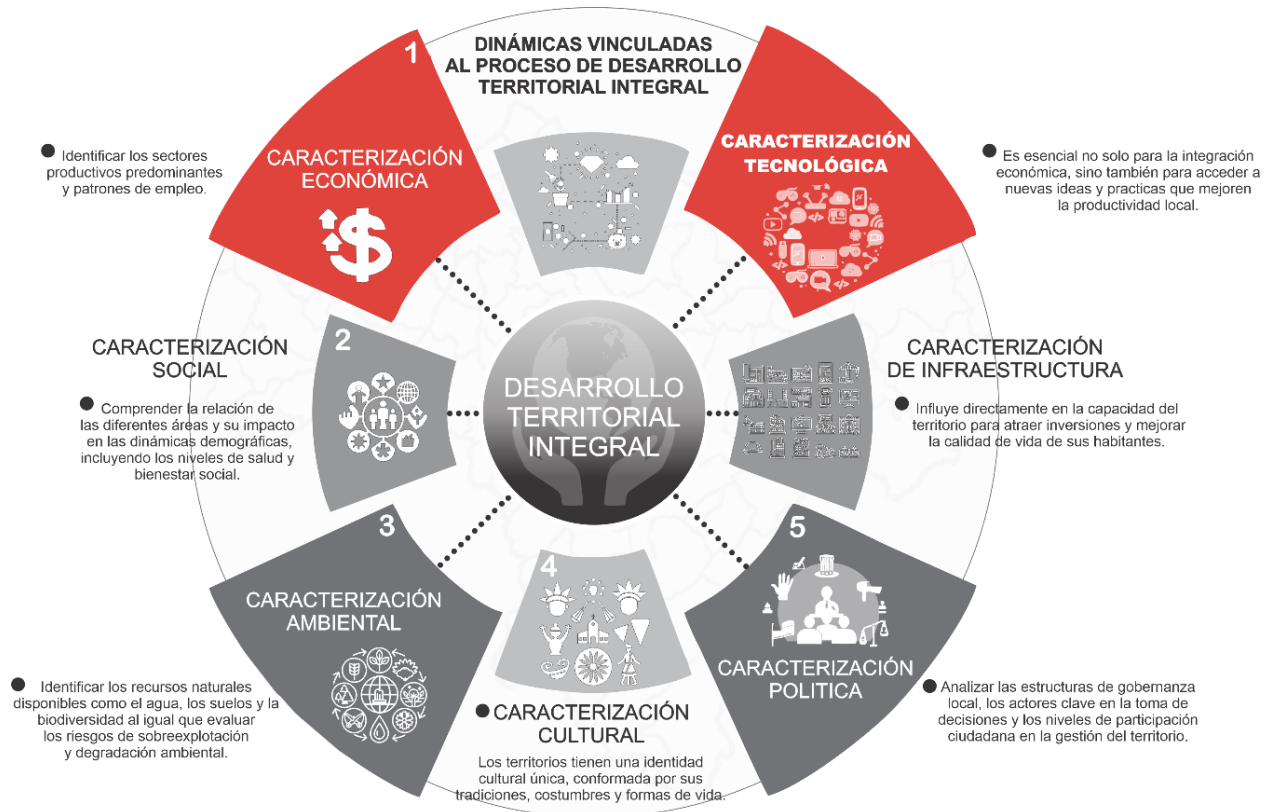 DINÁMICAS VINCULADAS
AL PROCESO DE DESARROLLO
TERRITORIAL INTEGRAL
1
CARACTERIZACIÓN
ECONÓMICA
Identificar los sectores
productivos predominantes
y patrones de empleo.
2
CARACTERIZACIÓN
SOCIAL
Comprender la relación de
las diferentes áreas y su impacto
en las dinámicas demográficas,
incluyendo los niveles de salud y
bienestar social.
3
CARACTERIZACIÓN
AMBIENTAL
Identificar los recursos naturales
disponibles como el agua, los suelos y la
biodiversidad al igual que evaluar
los riesgos de sobreexplotación
y degradación ambiental.
4
CARACTERIZACIÓN
CULTURAL
Los territorios tienen una identidad
cultural única, conformada por sus
tradiciones, costumbres y formas de vida.
5
CARACTERIZACIÓN
POLITICA
Analizar las estructuras de gobernanza
local, los actores clave en la toma de
decisiones y los niveles de participación
ciudadana en la gestión del territorio.
CARACTERIZACIÓN
DE INFRAESTRUCTURA
Influye directamente en la capacidad del
territorio para atraer inversiones y mejorar
la calidad de vida de sus habitantes.
CARACTERIZACIÓN
TECNOLÓGICA
Es esencial no solo para la integración
económica, sino también para acceder a
nuevas ideas y practicas que mejoren
la productividad local.
DESARROLLO
TERRITORIAL
INTEGRAL